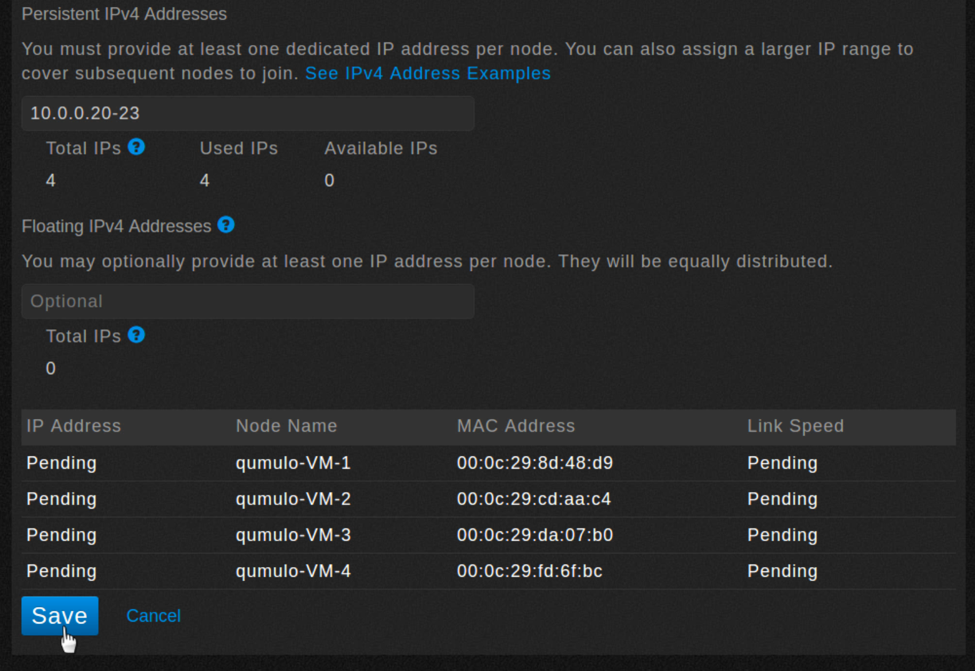 Persistent IPv4 Addresses
You must provide at least one dedicated IP address per node. You can also assign a larger IP range to
cover subsequent nodes to join. See IPv4 Address Examples
10.0.0.20-23
Total IPs ? Used IPs Available IPs
4 4 0
Floating IPv4 Addresses ?
You may optionally provide at least one IP address per node. They will be equally distributed.
Optional
Total IPs ?
0
IP Address Node Name MAC Address Link Speed
Pending qumulo-VM-1 00:0c:29:8d:48:d9 Pending
Pending qumulo-VM-2 00:0c:29:cd:aa:c4 Pending
Pending qumulo-VM-3 00:0c:29:da:07:b0 Pending
Pending qumulo-VM-4 00:0c:29:fd:6f:bc Pending
Save Cancel